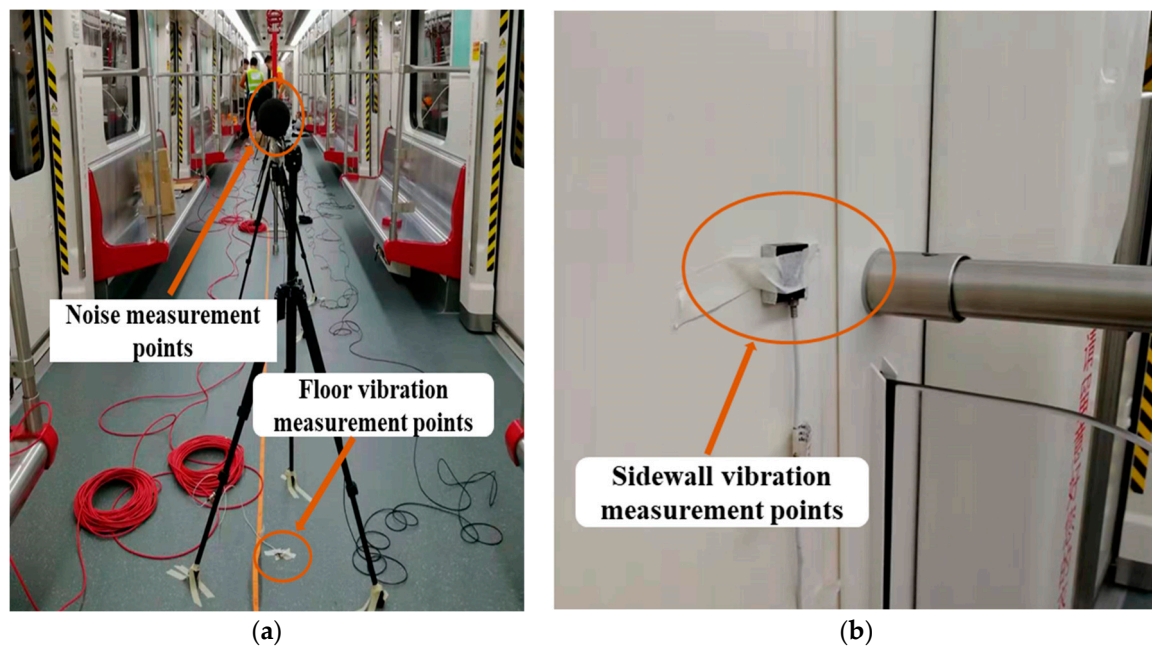 Noise measurement
points
Floor vibration
measurement points
(a)
Sidewall vibration
measurement points
(b)